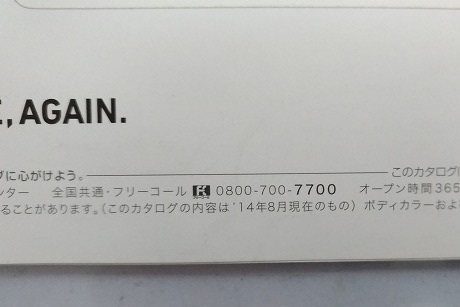 , AGAIN.
に心がけよう。 このカタログに
ンター 全国共通・フリーコール 0800-700-7700 オープン時間365
ることがあります。(このカタログの内容は'14年8月現在のもの) ボディカラーおよ